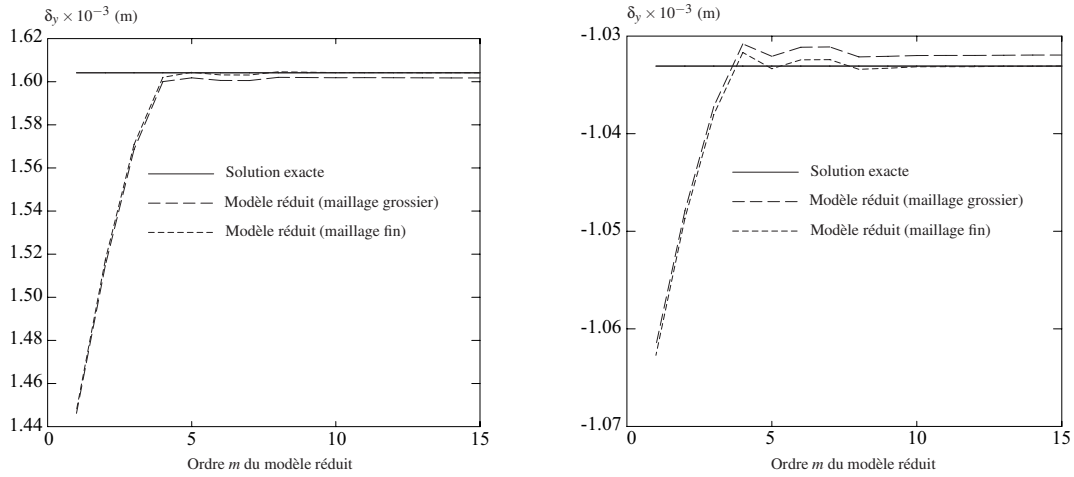 δy × 10−3 (m)
1.62
1.60
1.58
1.56
1.54
1.52
1.50
1.48
1.46
1.44
0
5
10
15
Solution exacte
Modèle réduit (maillage grossier)
Modèle réduit (maillage fin)
Ordre m du modèle réduit
δy × 10−3 (m)
-1.03
-1.04
-1.05
-1.06
-1.07
0
5
10
15
Solution exacte
Modèle réduit (maillage grossier)
Modèle réduit (maillage fin)
Ordre m du modèle réduit